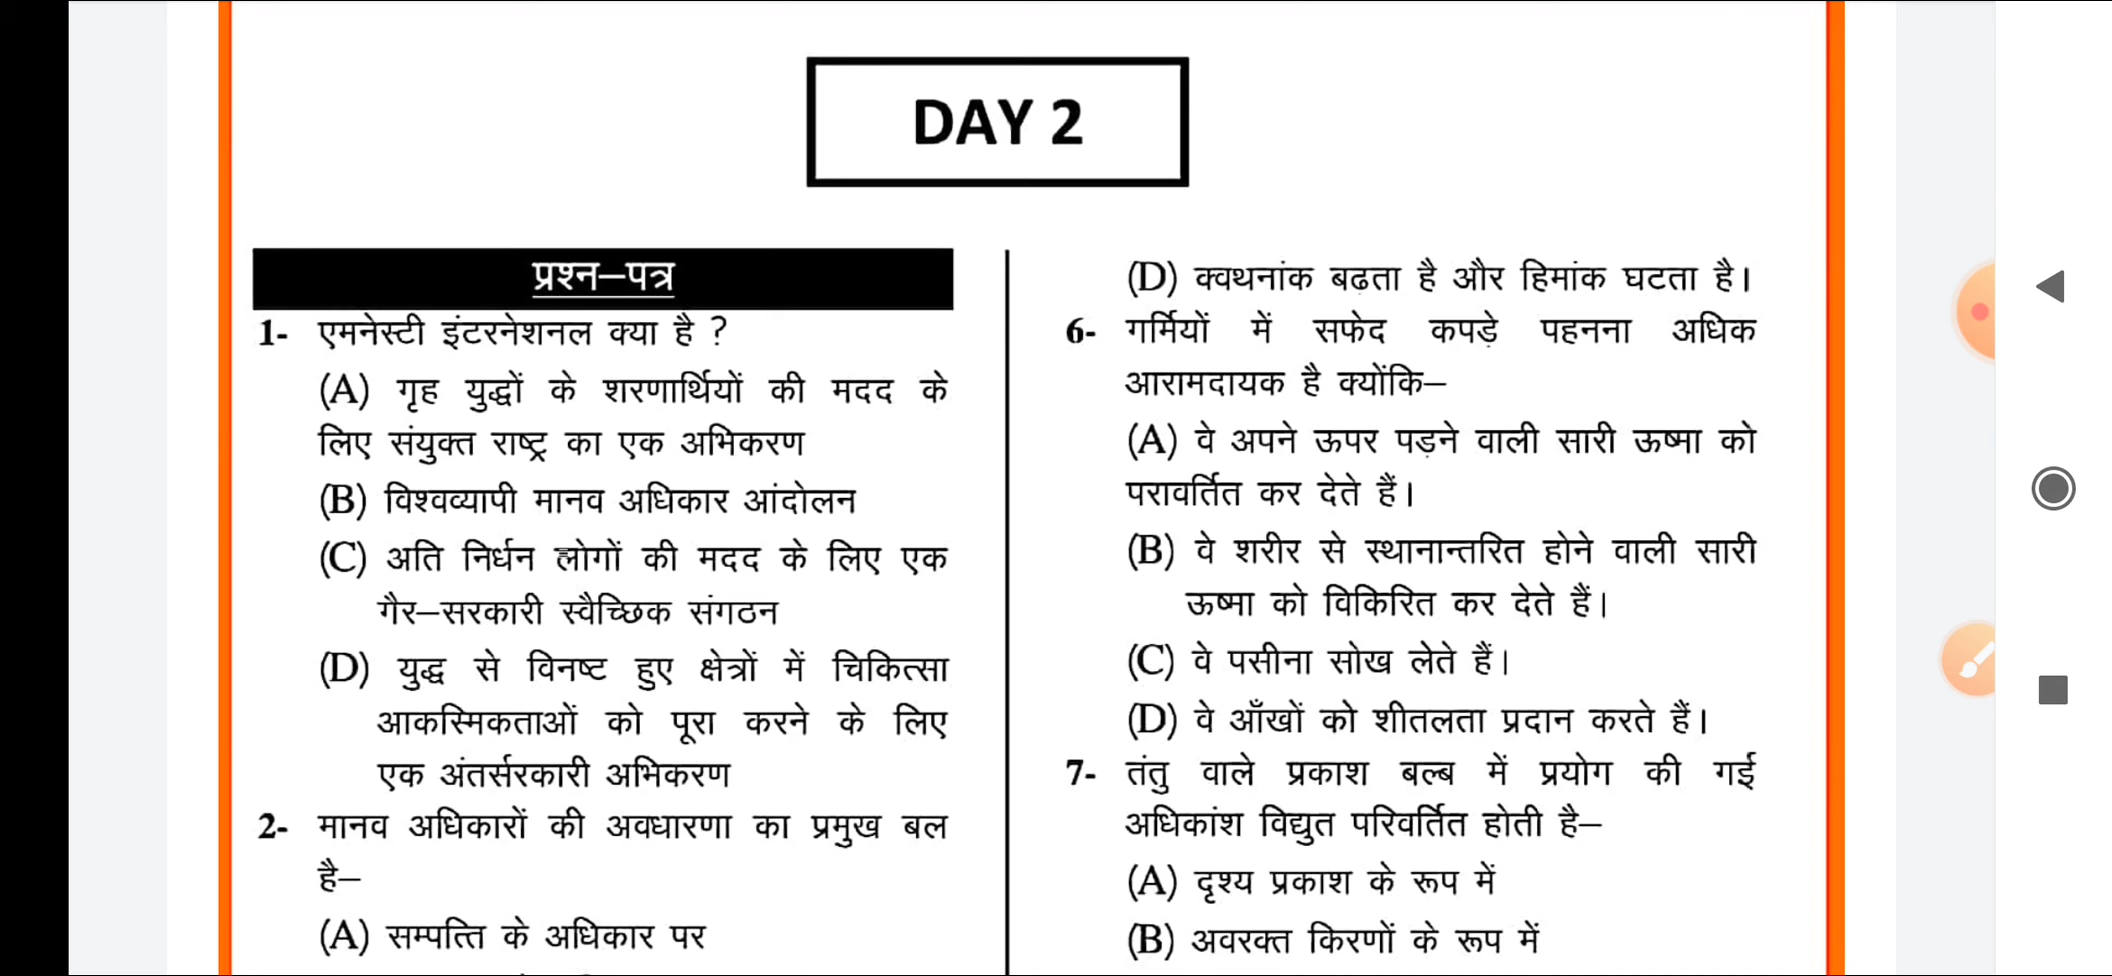 DAY 2
प्रश्न–पत्र
1- एमनेस्टी इंटरनेशनल क्या है ?
(A) गृह युद्धों के शरणार्थियों की मदद के
लिए संयुक्त राष्ट्र का एक अभिकरण
(B) विश्वव्यापी मानव अधिकार आंदोलन
(C) अति निर्धन लोगों की मदद के लिए एक
गैर–सरकारी स्वैच्छिक संगठन
(D) युद्ध से विनष्ट हुए क्षेत्रों में चिकित्सा
आकस्मिकताओं को पूरा करने के लिए
एक अंतर्सरकारी अभिकरण
2- मानव अधिकारों की अवधारणा का प्रमुख बल
है–
(A) सम्पत्ति के अधिकार पर
(D) क्वथनांक बढ़ता है और हिमांक घटता है।
6- गर्मियों में सफेद कपड़े पहनना अधिक
आरामदायक है क्योंकि–
(A) वे अपने ऊपर पड़ने वाली सारी ऊष्मा को
परावर्तित कर देते हैं।
(B) वे शरीर से स्थानान्तरित होने वाली सारी
ऊष्मा को विकिरित कर देते हैं।
(C) वे पसीना सोख लेते हैं।
(D) वे आँखों को शीतलता प्रदान करते हैं।
7- तंतु वाले प्रकाश बल्ब में प्रयोग की गई
अधिकांश विद्युत परिवर्तित होती है–
(A) दृश्य प्रकाश के रूप में
(B) अवरक्त किरणों के रूप में